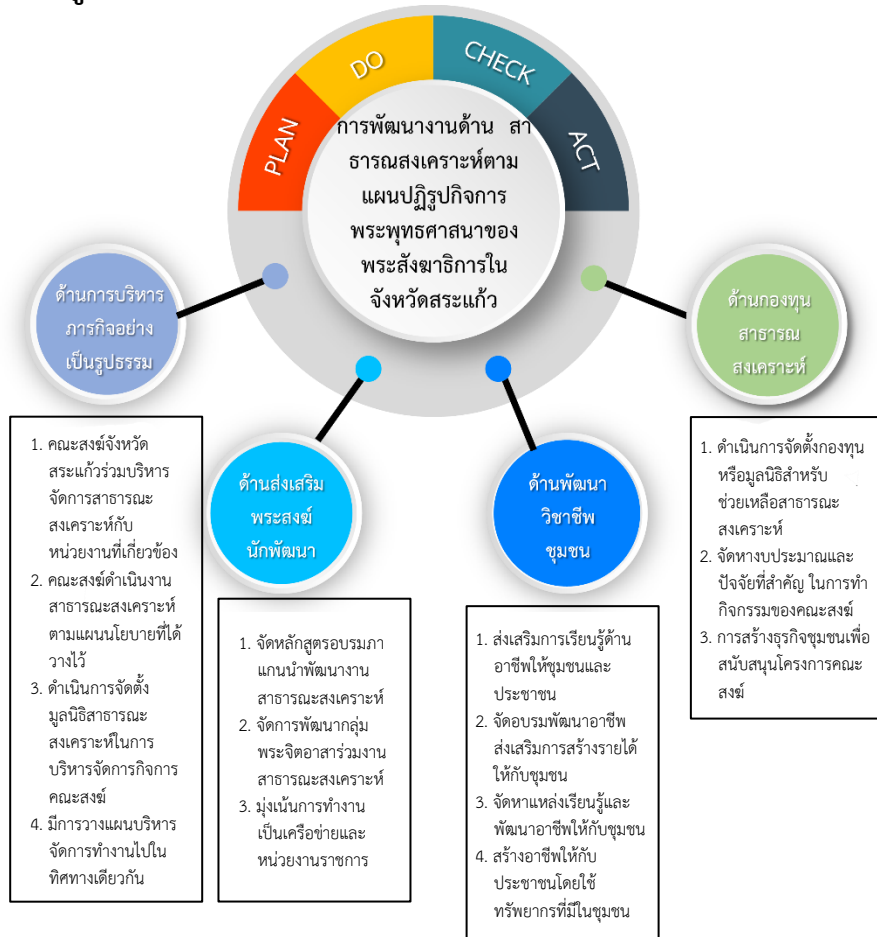 PLAN
DO
CHECK
ACT
การพัฒนางานด้าน สา
ธารณสงเคราะห์ตาม
แผนปฏิรูปกิจการ
พระพุทธศาสนาของ
พระสังฆาธิการใน
จังหวัดสระแก้ว
ด้านการบริหาร
ภารกิจอย่าง
เป็นรูปธรรม
ด้านส่งเสริม
พระสงฆ์
นักพัฒนา
ด้านพัฒนา
วิชาชีพ
ชุมชน
ด้านกองทุน
สาธารณ
สงเคราะห์
1. คณะสงฆ์จังหวัด
สระแก้วร่วมบริหาร
จัดการสาธารณะ
สงเคราะห์กับ
หน่วยงานที่เกี่ยวข้อง
2. คณะสงฆ์ดำเนินงาน
สาธารณะสงเคราะห์
ตามแผนนโยบายที่ได้
วางไว้
3. ดำเนินการจัดตั้ง
มูลนิธิสาธารณะ
สงเคราะห์ในการ
บริหารจัดการกิจการ
คณะสงฆ์
4. มีการวางแผนบริหาร
จัดการทำงานไปใน
ทิศทางเดียวกัน
1. จัดหลักสูตรอบรมภา
แกนนำพัฒนางาน
สาธารณะสงเคราะห์
2. จัดการพัฒนากลุ่ม
พระจิตอาสาร่วมงาน
สาธารณะสงเคราะห์
3. มุ่งเน้นการทำงาน
เป็นเครือข่ายและ
หน่วยงานราชการ
1. ส่งเสริมการเรียนรู้ด้าน
อาชีพให้ชุมชนและ
ประชาชน
2. จัดอบรมพัฒนาอาชีพ
ส่งเสริมการสร้างรายได้
ให้กับชุมชน
3. จัดหาแหล่งเรียนรู้และ
พัฒนาอาชีพให้กับชุมชน
4. สร้างอาชีพให้กับ
ประชาชนโดยใช้
ทรัพยากรที่มีในชุมชน
1. ดำเนินการจัดตั้งกองทุน
หรือมูลนิธิสำหรับ
ช่วยเหลือสาธารณะ
สงเคราะห์
2. จัดหางบประมาณและ
ปัจจัยที่สำคัญ ในการทำ
กิจกรรมของคณะสงฆ์
3. การสร้างธุรกิจชุมชนเพื่อ
สนับสนุนโครงการคณะ
สงฆ์